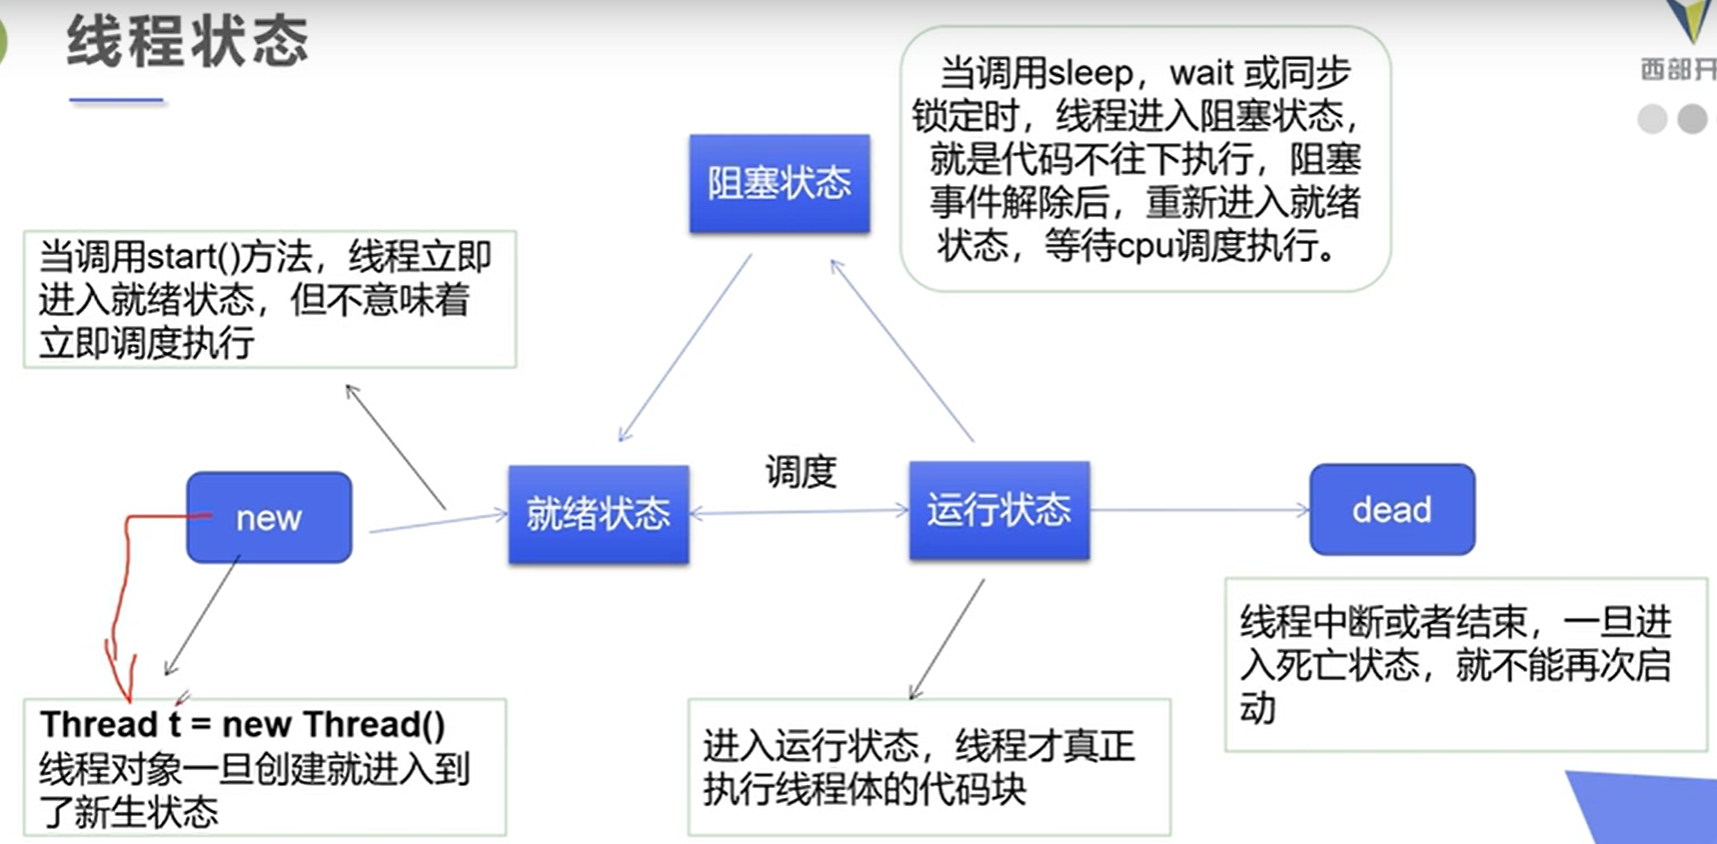 线程状态
西部开
当调用sleep，wait 或同步
锁定时，线程进入阻塞状态，
就是代码不往下执行，阻塞
事件解除后，重新进入就绪
状态，等待cpu调度执行。
阻塞状态
当调用start()方法，线程立即
进入就绪状态，但不意味着
立即调度执行
new
就绪状态
调度
运行状态
dead
Thread t = new Thread()
线程对象一旦创建就进入到
了新生状态
进入运行状态，线程才真正
执行线程体的代码块
线程中断或者结束，一旦进
入死亡状态，就不能再次启
动